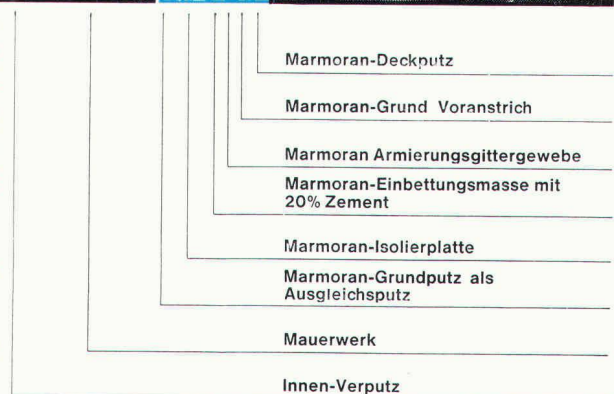 Marmoran-Deckputz
Marmoran-Grund Voranstrich
Marmoran Armierungsgittergewebe
Marmoran-Einbettungsmasse mit
20% Zement
Marmoran-Isolierplatte
Marmoran-Grundputz als
Ausgleichsputz
Mauerwerk
Innen-Verputz